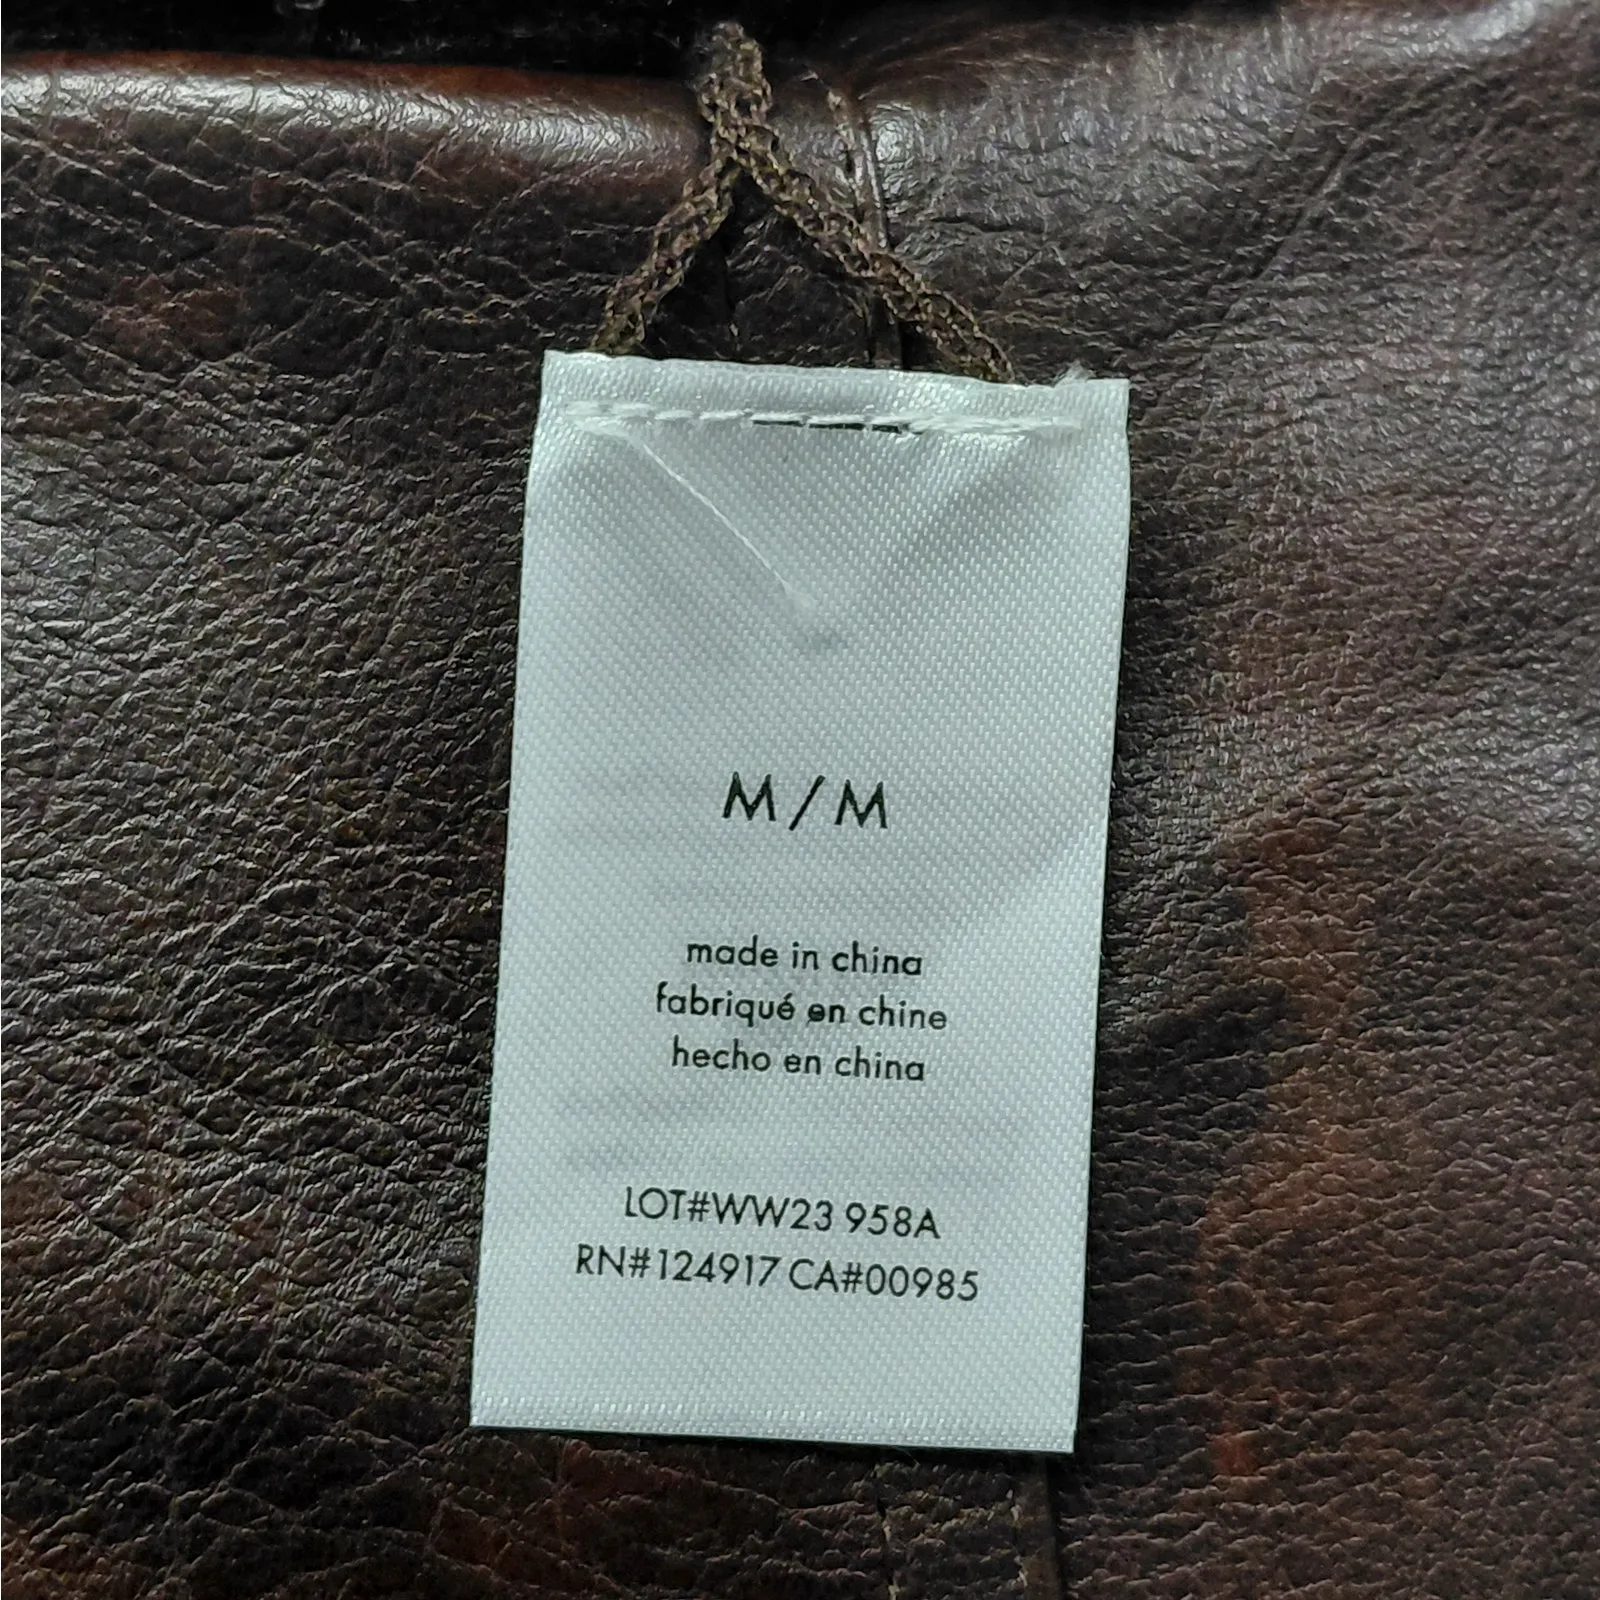 M/M
made in china
fabriqué en chine
hecho en china
LOT#WW23 958A
RN#124917 CA#00985